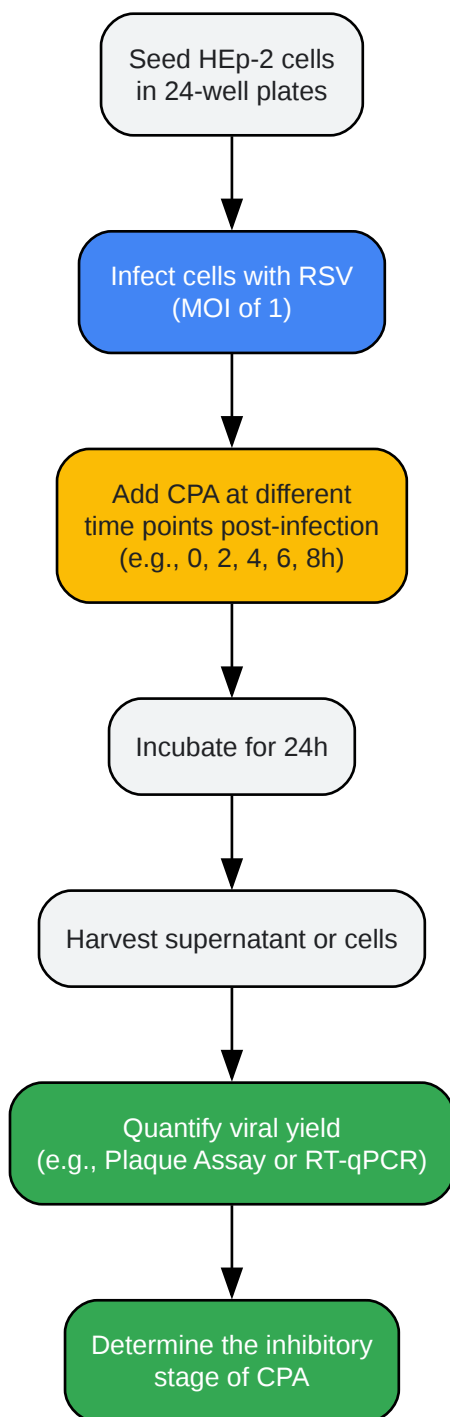 Seed HEp-2 cells
in 24-well plates
Infect cells with RSV
(MOI of 1)
Add CPA at different
time points post-infection
(e.g., 0, 2, 4, 6, 8h)
Incubate for 24h
Harvest supernatant or cells
Quantify viral yield
(e.g., Plaque Assay or RT-qPCR)
Determine the inhibitory
stage of CPA